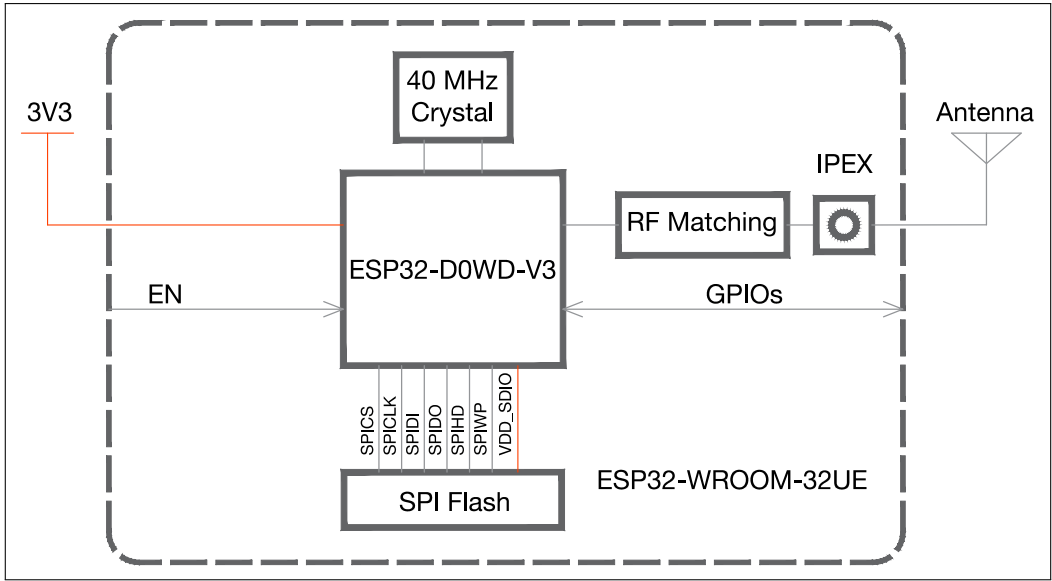 40 MHz
Crystal
3V3
Antenna
IPEX
RF Matching
ESP32-D0WD-V3
EN
GPIOs
SPICS
SPICLK
SPIDI
SPIDO
SPIHD
SPIWP
VDD_SDIO
ESP32-WROOM-32UE
SPI Flash